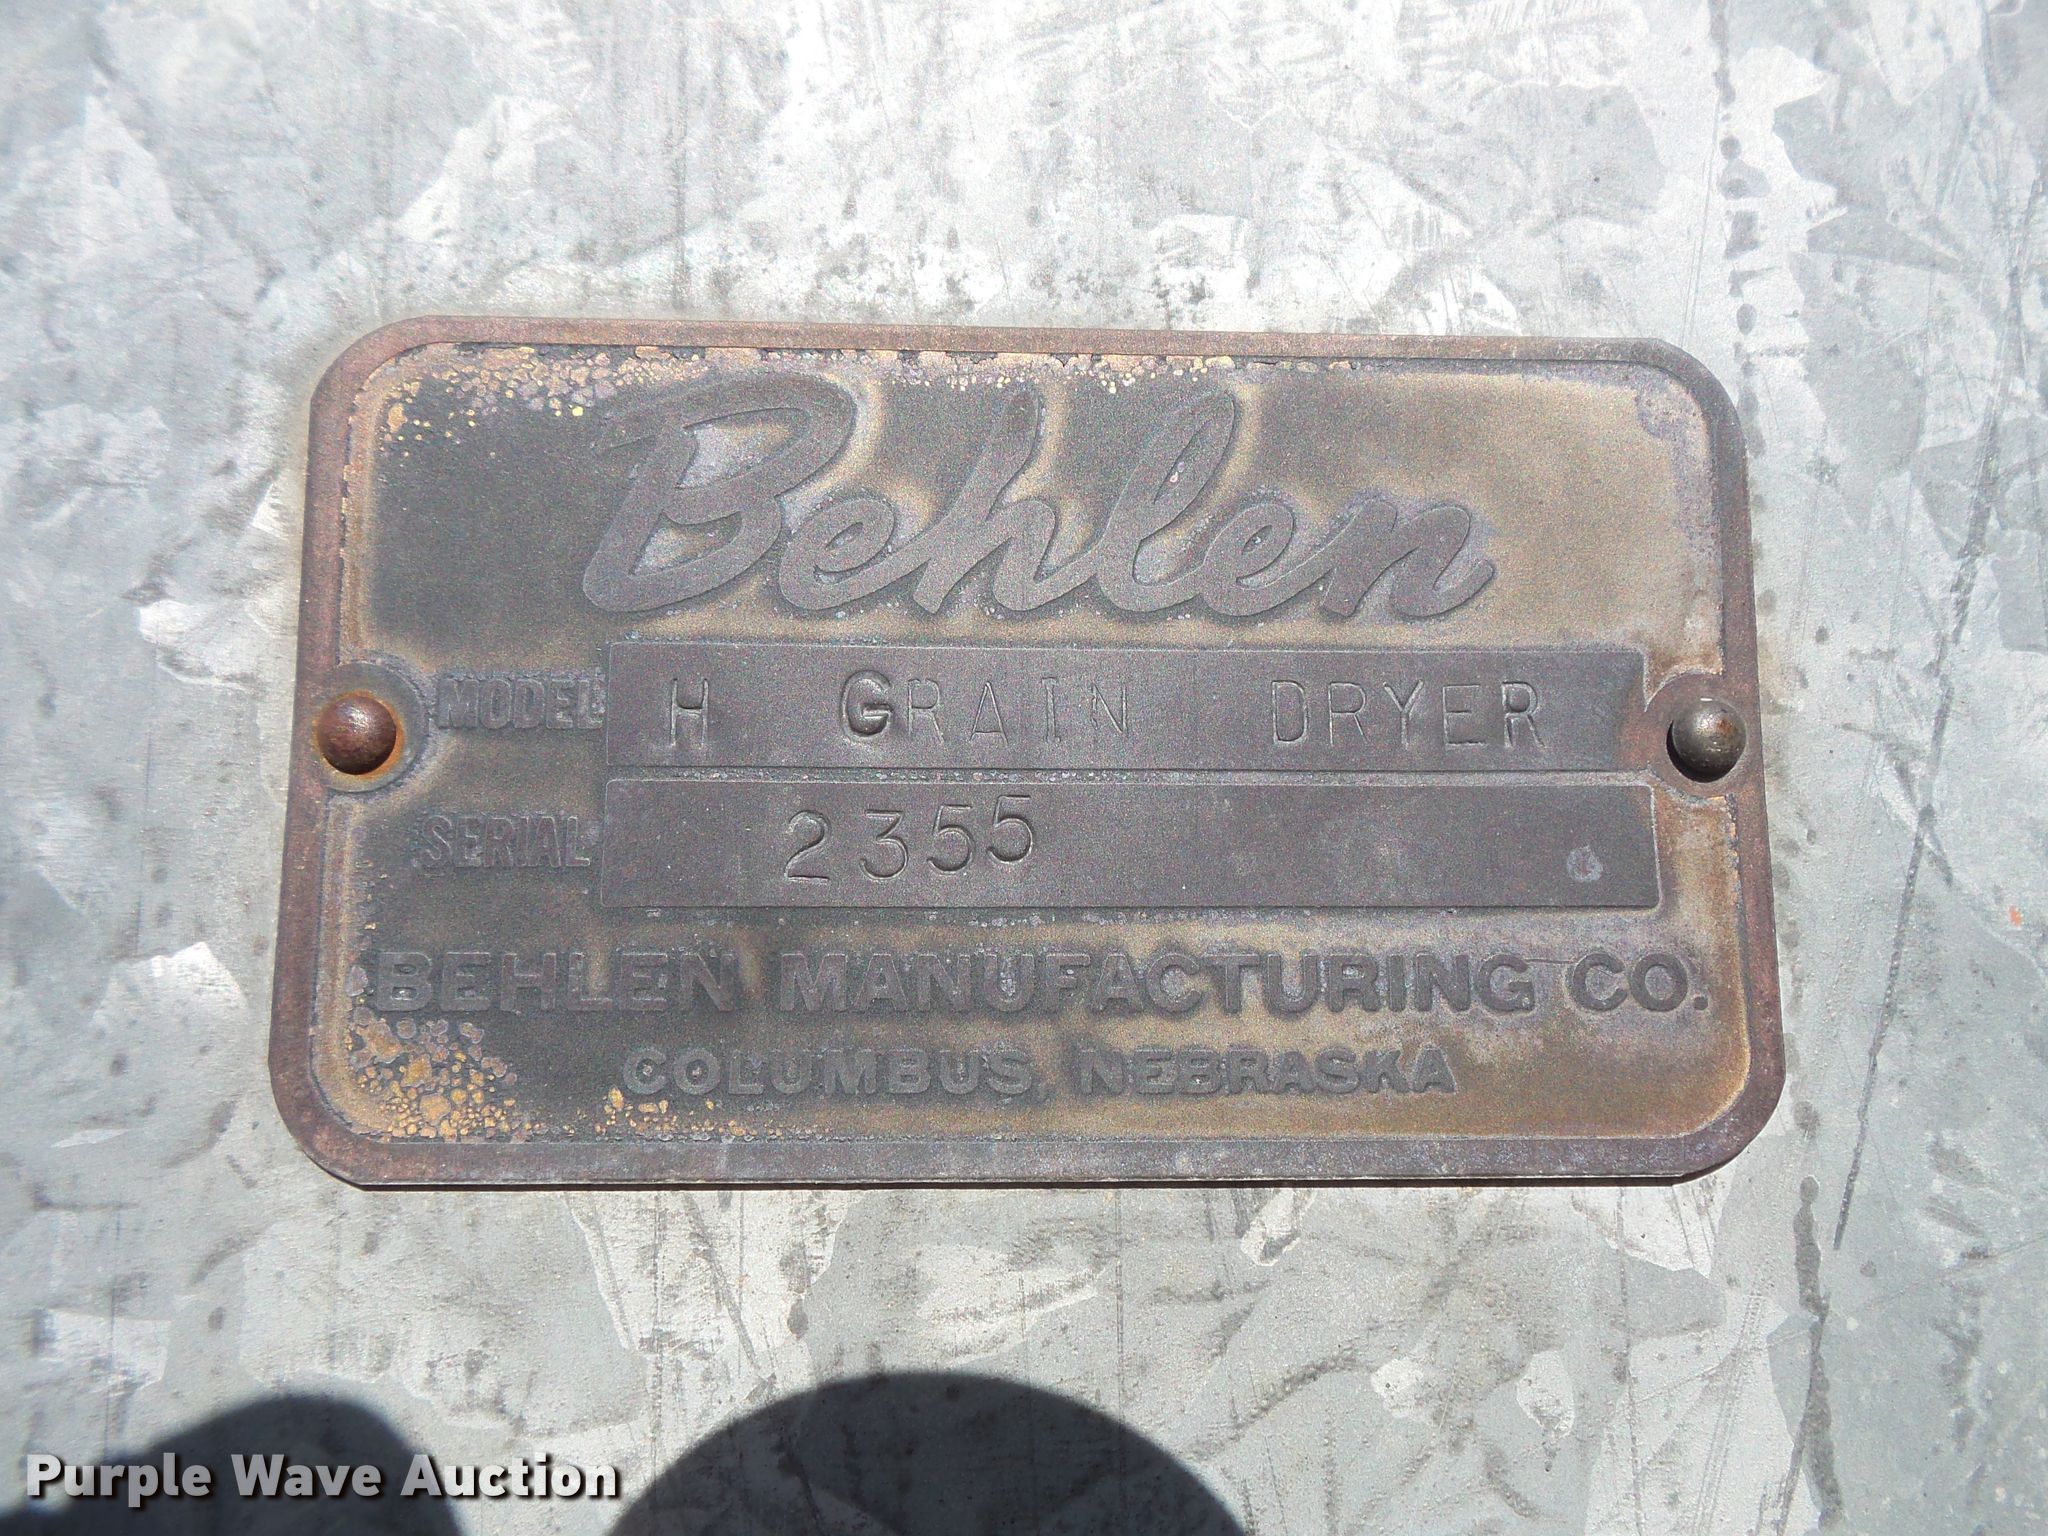 Behlen
MODEL H GRAIN DRYER
SERIAL 2355
BEHLEN MANUFACTURING CO.
COLUMBUS, NEBRASKA
Purple Wave Auction